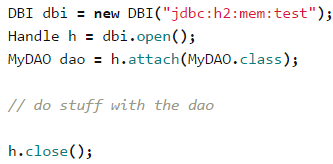 DBI dbi = new DBI("jdbc:h2:mem:test");
Handle h = dbi.open();
MyDAO dao = h.attach(MyDAO.class);
// do stuff with the dao
h.close();